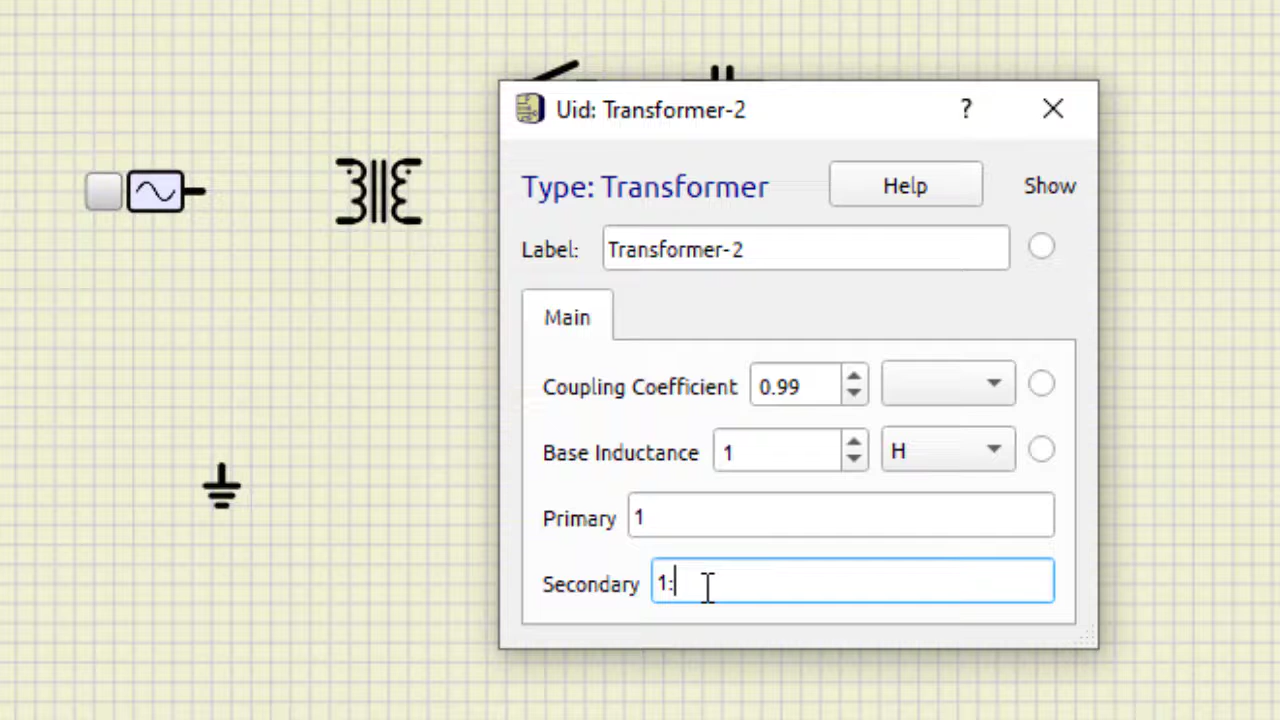 Uid: Transformer-2 ?
Type: Transformer Help Show
Label: Transformer-2
Main
Coupling Coefficient 0.99
Base Inductance 1 H
Primary 1
Secondary 1: